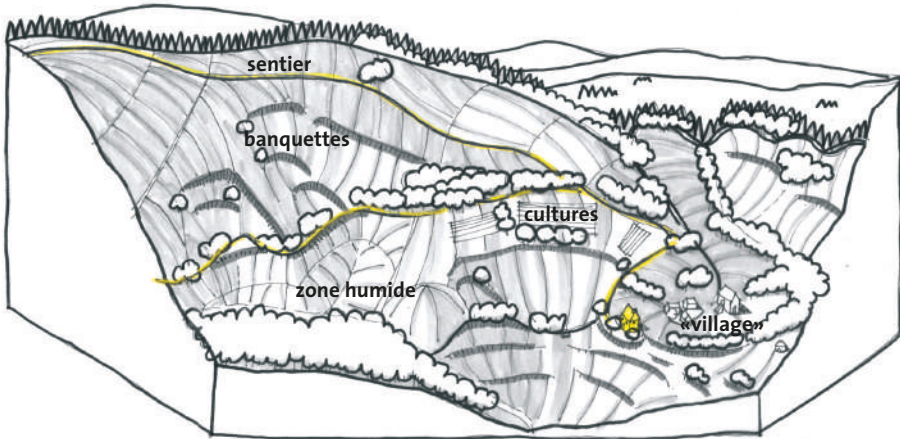 sentier
banquettes
cultures
zone humide
«village»